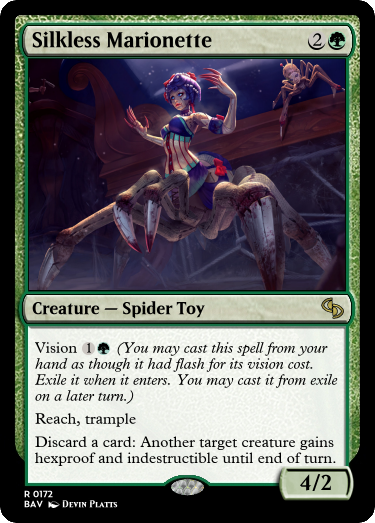 Silkless Marionette 2
Creature — Spider Toy
Vision 1 (You may cast this spell from your
hand as though it had flash for its vision cost.
Exile it when it enters. You may cast it from exile
on a later turn.)
Reach, trample
Discard a card: Another target creature gains
hexproof and indestructible until end of turn.
4/2
R 0172
BAV Devin Platts